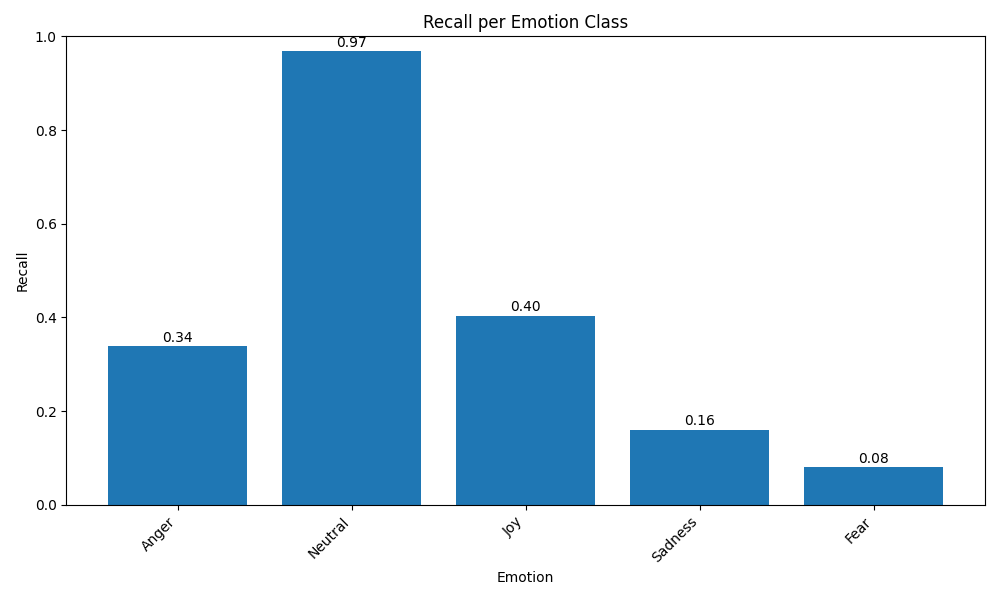 Recall per Emotion Class
1.0
0.8
0.6
0.4
0.2
0.0
Recall
0.34
0.97
0.40
0.16
0.08
Anger
Neutral
Joy
Sadness
Fear
Emotion